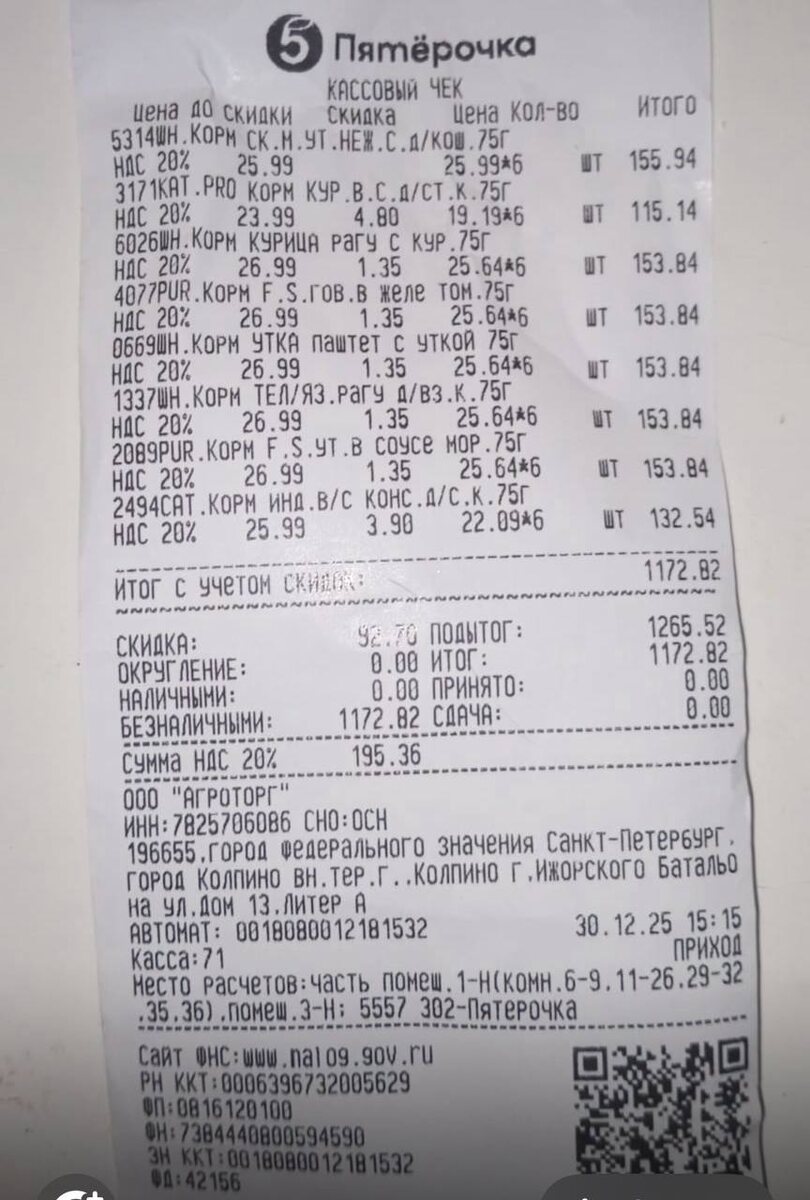 5 Пятёрочка
КАССОВЫЙ ЧЕК
Цена до скидки Скидка Цена Кол-во Итого
5314ШН.КОРМ СК.М.УТ.НЕЖ.С.Д/КОШ.75Г
НДС 20% 25.99 25.99*6 ШТ 155.94
3171KAT.PRO КОРМ КУР.В.С.Д/СТ.К.75Г
НДС 20% 23.99 4.80 19.19*6 ШТ 115.14
6026ШН.КОРМ КУРИЦА рагу С КУР.75Г
НДС 20% 26.99 1.35 25.64*6 ШТ 153.84
4077PUR.КОРМ F.S.ГОВ.В желе ТОМ.75Г
НДС 20% 26.99 1.35 25.64*6 ШТ 153.84
0669ШН.КОРМ УТКА паштет С УТКОЙ 75Г
НДС 20% 26.99 1.35 25.64*6 ШТ 153.84
1337ШН.КОРМ ТЕЛ/ЯЗ.рагу Д/ВЗ.К.75Г
НДС 20% 26.99 1.35 25.64*6 ШТ 153.84
2089PUR.КОРМ F.S.УТ.В СОУСЕ МОР.75Г
НДС 20% 26.99 1.35 25.64*6 ШТ 153.84
2494CAT.КОРМ ИНД.В/С КОНС.Д/С.К.75Г
НДС 20% 25.99 3.90 22.09*6 ШТ 132.54
ИТОГ С УЧЕТОМ СКИДОК: 1172.82
СКИДКА: 92.70 ПОДЫТОГ: 1265.52
ОКРУГЛЕНИЕ: 0.00 ИТОГ: 1172.82
НАЛИЧНЫМИ: 0.00 ПРИНЯТО: 0.00
БЕЗНАЛИЧНЫМИ: 1172.82 СДАЧА: 0.00
Сумма НДС 20% 195.36
ООО "АГРОТОРГ"
ИНН:7825706086 СНО:ОСН
196655,город федерального значения Санкт-Петербург,
город Колпино вн.тер.г.,Колпино г,Ижорского Батальо
на ул,дом 13,литер А
АВТОМАТ: 0018080012181532 30.12.25 15:15
Касса:71 ПРИХОД
Место расчетов:часть помещ.1-Н(комн.6-9,11-26,29-32
,35,36),помещ.3-Н; 5557 302-Пятерочка
Сайт ФНС:www.nalog.gov.ru
РН ККТ:0006396732005629
ФП:0816120100
ФН:7384440800594590
ЗН ККТ:0018080012181532
ФД:42156